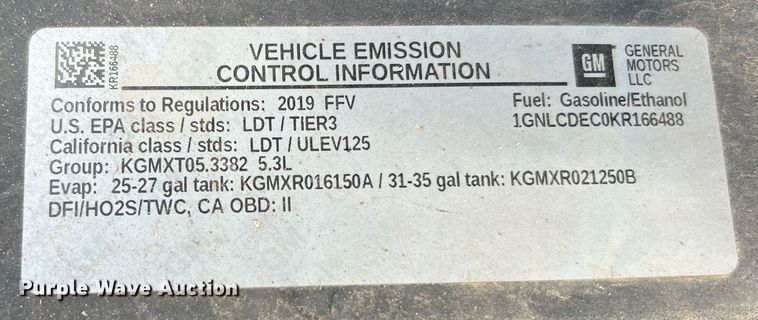 KR166488
VEHICLE EMISSION
CONTROL INFORMATION
GM
GENERAL
MOTORS
LLC
Conforms to Regulations: 2019 FFV
Fuel: Gasoline/Ethanol
U.S. EPA class / stds: LDT / TIER3
1GNLCDEC0KR166488
California class / stds: LDT / ULEV125
Group: KGMXT05.3382 5.3L
Evap: 25-27 gal tank: KGMXR016150A / 31-35 gal tank: KGMXR021250B
DFI/HO2S/TWC, CA OBD: II
Purple Wave Auction